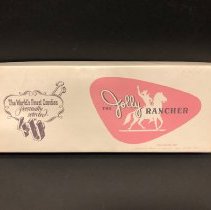 The World's Finest Candies
THE Jolly
RANCHER